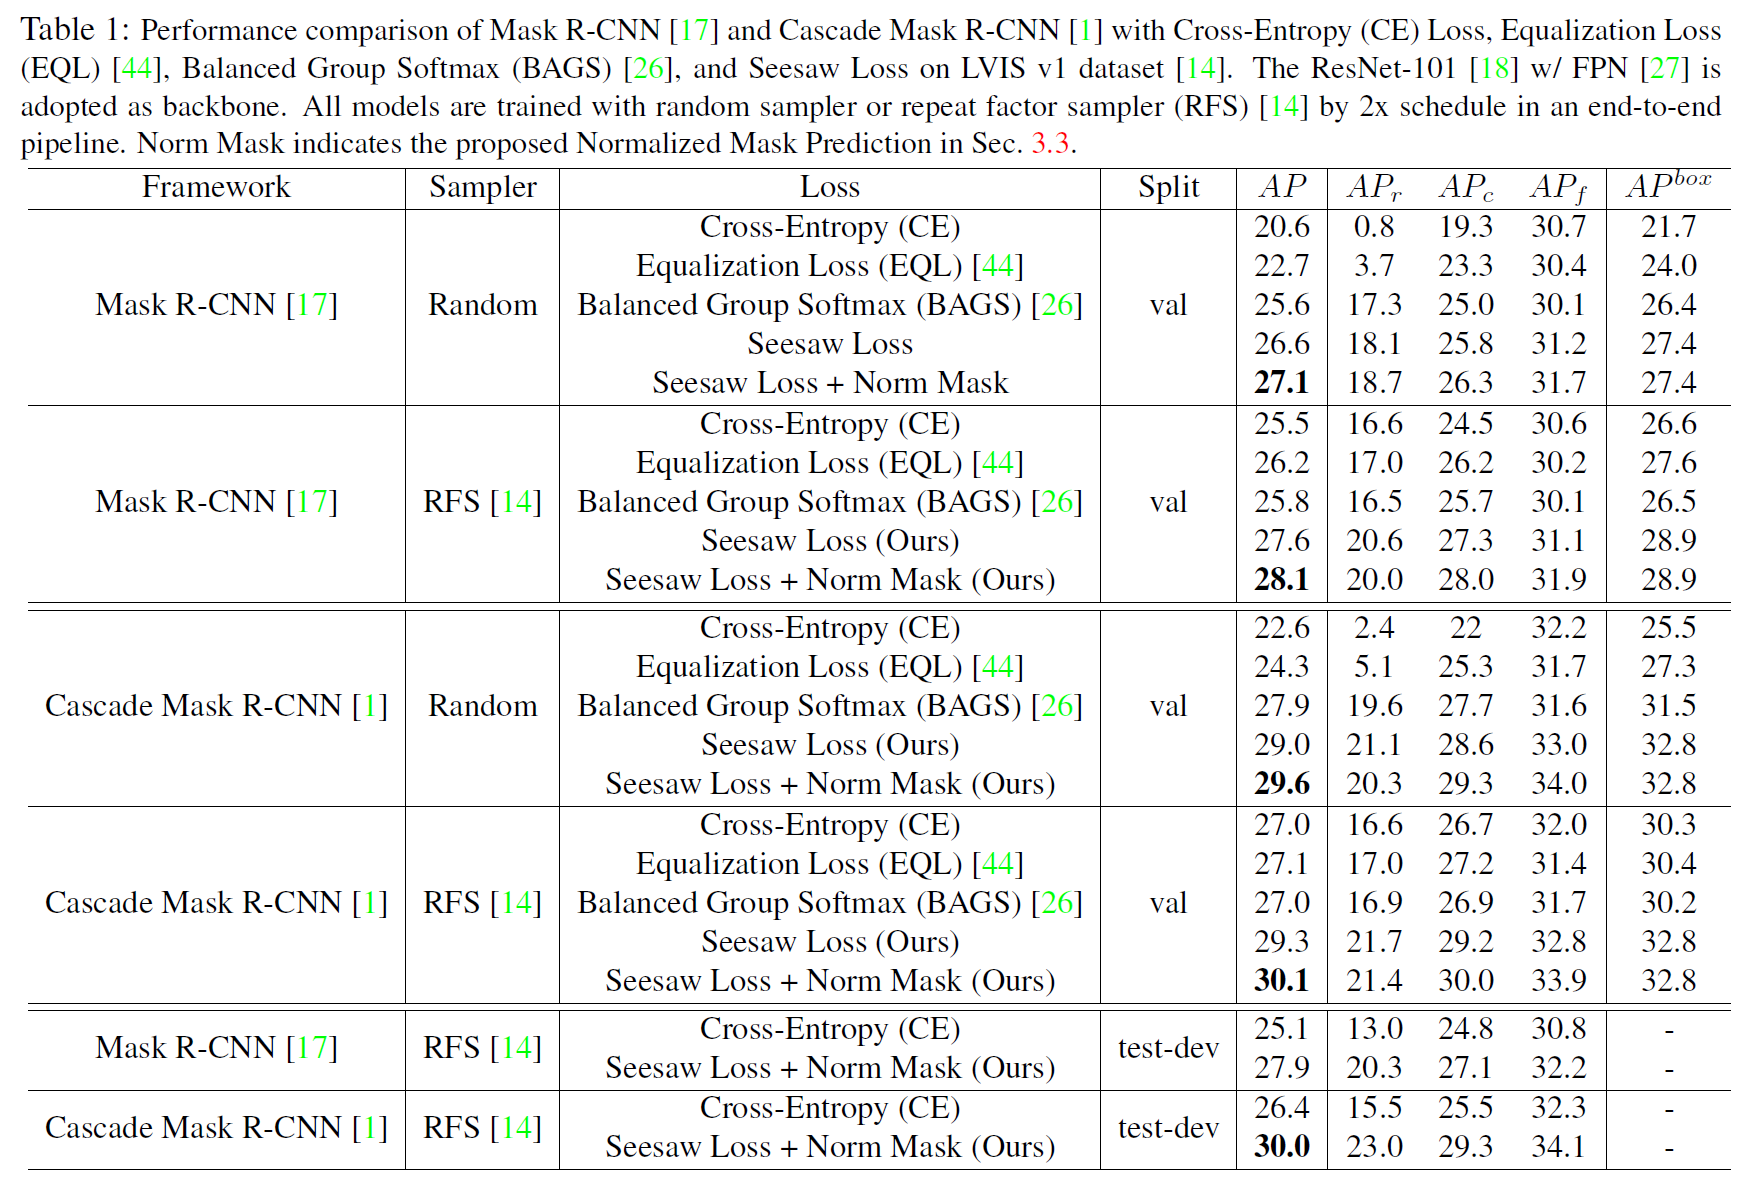 Table 1: Performance comparison of Mask R-CNN [17] and Cascade Mask R-CNN [1] with Cross-Entropy (CE) Loss, Equalization Loss
(EQL) [44], Balanced Group Softmax (BAGS) [26], and Seesaw Loss on LVIS v1 dataset [14]. The ResNet-101 [18] w/ FPN [27] is
adopted as backbone. All models are trained with random sampler or repeat factor sampler (RFS) [14] by 2x schedule in an end-to-end
pipeline. Norm Mask indicates the proposed Normalized Mask Prediction in Sec. 3.3.
Framework Sampler Loss Split AP APr APc APf APbox
Cross-Entropy (CE) 20.6 0.8 19.3 30.7 21.7
Equalization Loss (EQL) [44] 22.7 3.7 23.3 30.4 24.0
Mask R-CNN [17] Random Balanced Group Softmax (BAGS) [26] val 25.6 17.3 25.0 30.1 26.4
Seesaw Loss 26.6 18.1 25.8 31.2 27.4
Seesaw Loss + Norm Mask 27.1 18.7 26.3 31.7 27.4
Cross-Entropy (CE) 25.5 16.6 24.5 30.6 26.6
Equalization Loss (EQL) [44] 26.2 17.0 26.2 30.2 27.6
Mask R-CNN [17] RFS [14] Balanced Group Softmax (BAGS) [26] val 25.8 16.5 25.7 30.1 26.5
Seesaw Loss (Ours) 27.6 20.6 27.3 31.1 28.9
Seesaw Loss + Norm Mask (Ours) 28.1 20.0 28.0 31.9 28.9
Cross-Entropy (CE) 22.6 2.4 22 32.2 25.5
Equalization Loss (EQL) [44] 24.3 5.1 25.3 31.7 27.3
Cascade Mask R-CNN [1] Random Balanced Group Softmax (BAGS) [26] val 27.9 19.6 27.7 31.6 31.5
Seesaw Loss (Ours) 29.0 21.1 28.6 33.0 32.8
Seesaw Loss + Norm Mask (Ours) 29.6 20.3 29.3 34.0 32.8
Cross-Entropy (CE) 27.0 16.6 26.7 32.0 30.3
Equalization Loss (EQL) [44] 27.1 17.0 27.2 31.4 30.4
Cascade Mask R-CNN [1] RFS [14] Balanced Group Softmax (BAGS) [26] val 27.0 16.9 26.9 31.7 30.2
Seesaw Loss (Ours) 29.3 21.7 29.2 32.8 32.8
Seesaw Loss + Norm Mask (Ours) 30.1 21.4 30.0 33.9 32.8
Mask R-CNN [17] RFS [14] Cross-Entropy (CE) test-dev 25.1 13.0 24.8 30.8 -
Seesaw Loss + Norm Mask (Ours) 27.9 20.3 27.1 32.2 -
Cascade Mask R-CNN [1] RFS [14] Cross-Entropy (CE) test-dev 26.4 15.5 25.5 32.3 -
Seesaw Loss + Norm Mask (Ours) 30.0 23.0 29.3 34.1 -